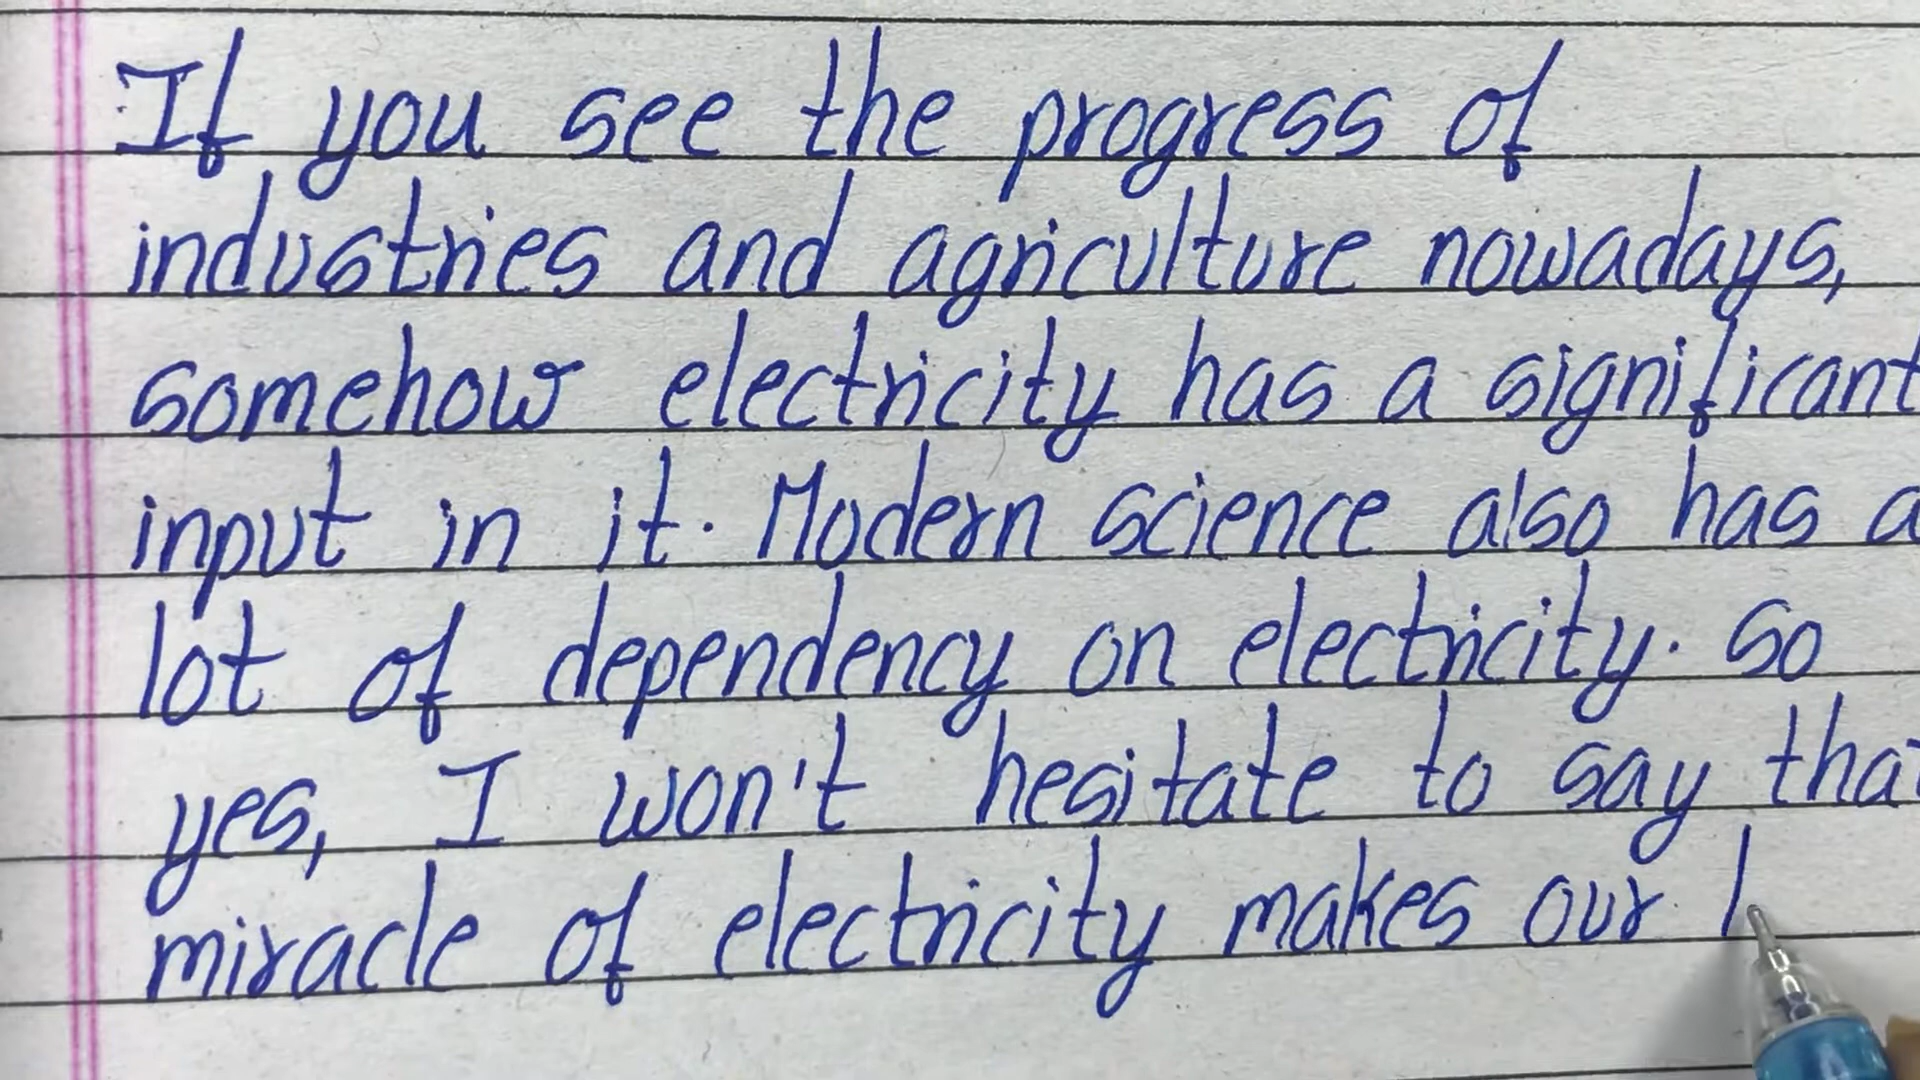 If you see the progress of
industries and agriculture nowadays,
somehow electricity has a significant
input in it. Modern science also has a
lot of dependency on electricity. So
yes, I won't hesitate to say that
miracle of electricity makes our l